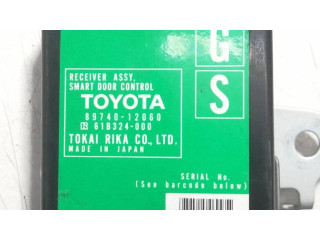 RECEIVER ASSY,
SMART DOOR CONTROL
TOYOTA
89740-12060
61B324-000
TOKAI RIKA CO., LTD.
MADE IN JAPAN
G
S
SERIAL No.
(See barcode below)